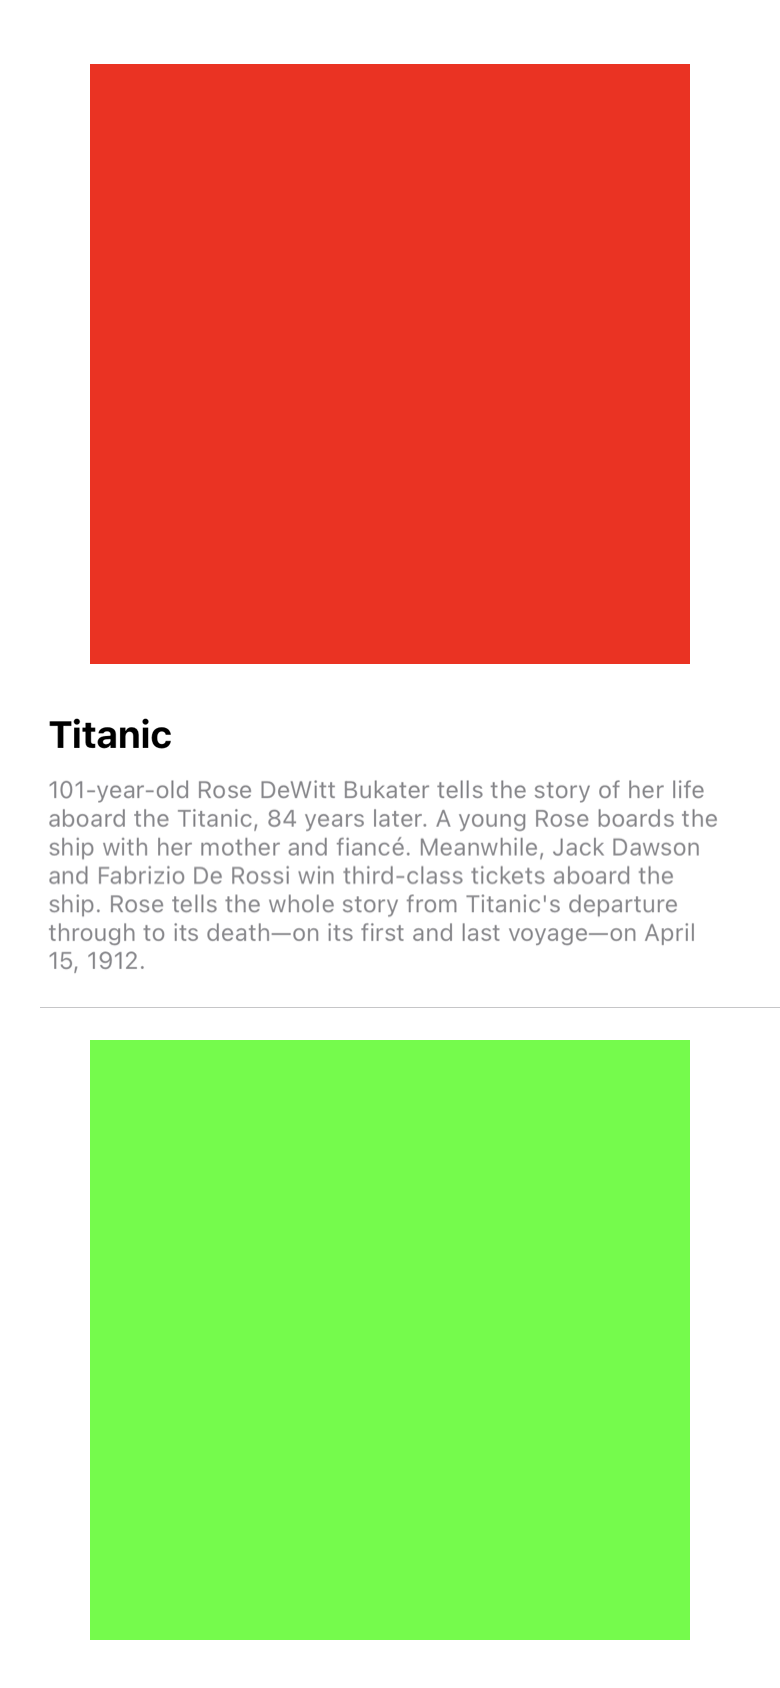 Titanic
101-year-old Rose DeWitt Bukater tells the story of her life
aboard the Titanic, 84 years later. A young Rose boards the
ship with her mother and fiancé. Meanwhile, Jack Dawson
and Fabrizio De Rossi win third-class tickets aboard the
ship. Rose tells the whole story from Titanic's departure
through to its death—on its first and last voyage—on April
15, 1912.